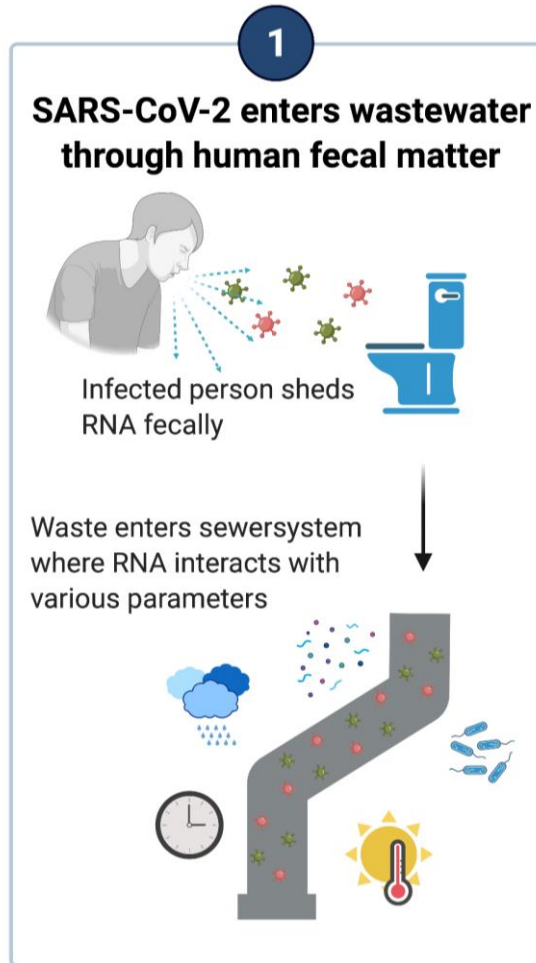 1
SARS-CoV-2 enters wastewater
through human fecal matter
Infected person sheds
RNA fecally
Waste enters sewersystem
where RNA interacts with
various parameters